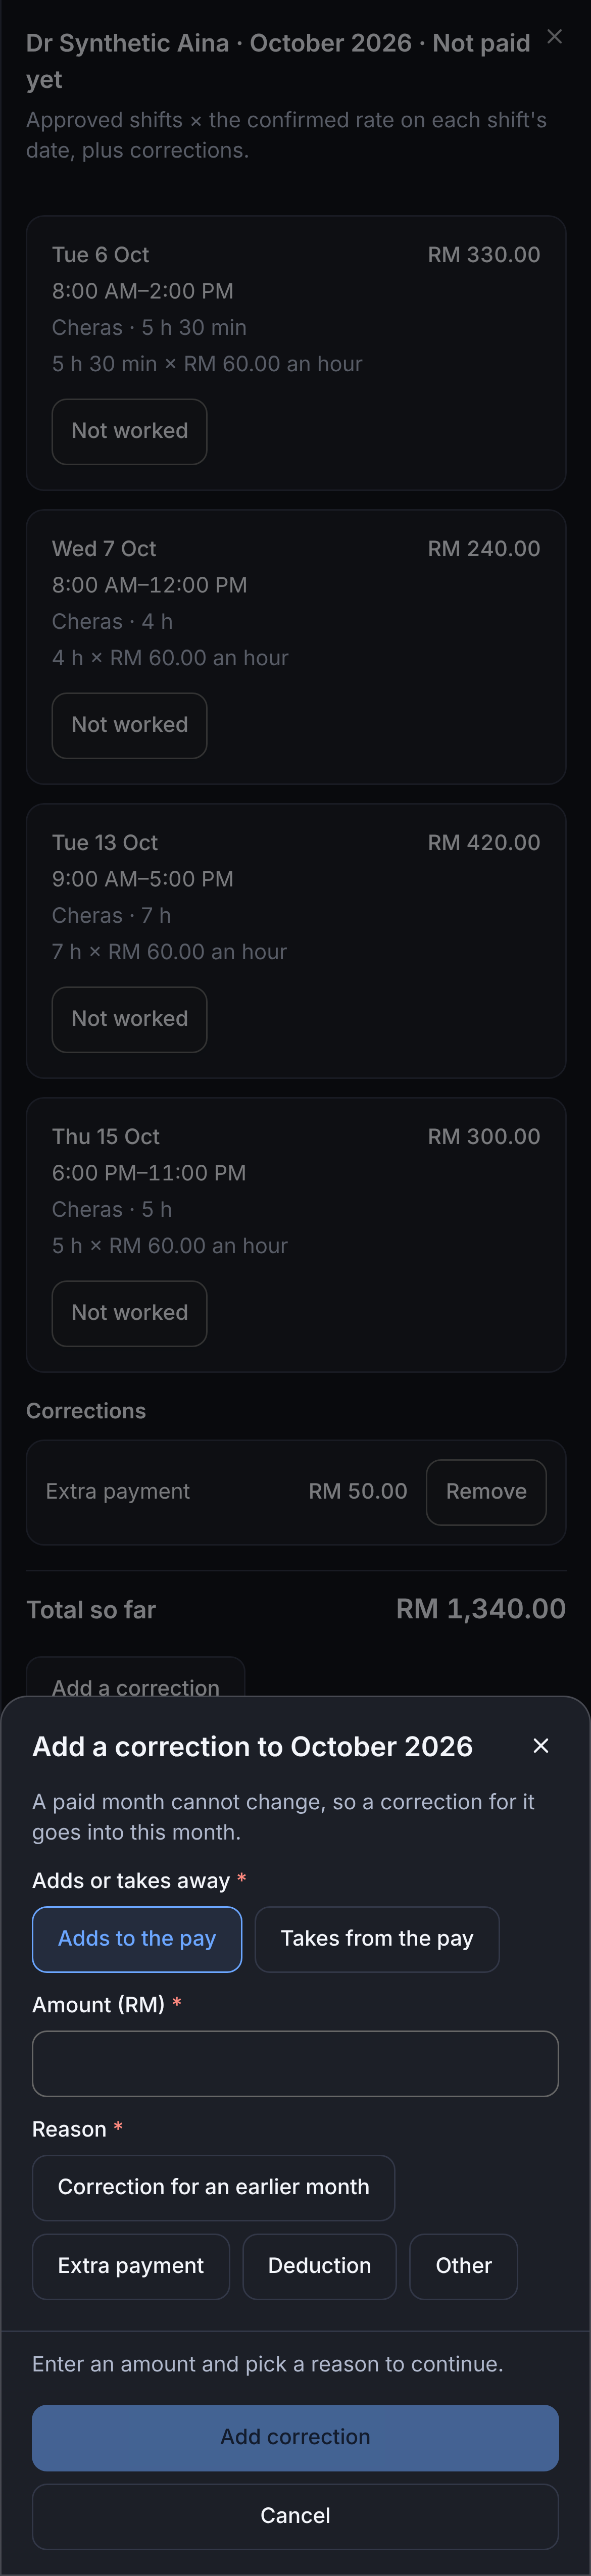 Dr Synthetic Aina · October 2026 · Not paid
yet
Approved shifts × the confirmed rate on each shift's
date, plus corrections.
Tue 6 Oct RM 330.00
8:00 AM–2:00 PM
Cheras · 5 h 30 min
5 h 30 min × RM 60.00 an hour
Not worked
Wed 7 Oct RM 240.00
8:00 AM–12:00 PM
Cheras · 4 h
4 h × RM 60.00 an hour
Not worked
Tue 13 Oct RM 420.00
9:00 AM–5:00 PM
Cheras · 7 h
7 h × RM 60.00 an hour
Not worked
Thu 15 Oct RM 300.00
6:00 PM–11:00 PM
Cheras · 5 h
5 h × RM 60.00 an hour
Not worked
Corrections
Extra payment RM 50.00 Remove
Total so far RM 1,340.00
Add a correction
Add a correction to October 2026
A paid month cannot change, so a correction for it
goes into this month.
Adds or takes away *
Adds to the pay Takes from the pay
Amount (RM) *
Reason *
Correction for an earlier month
Extra payment Deduction Other
Enter an amount and pick a reason to continue.
Add correction
Cancel